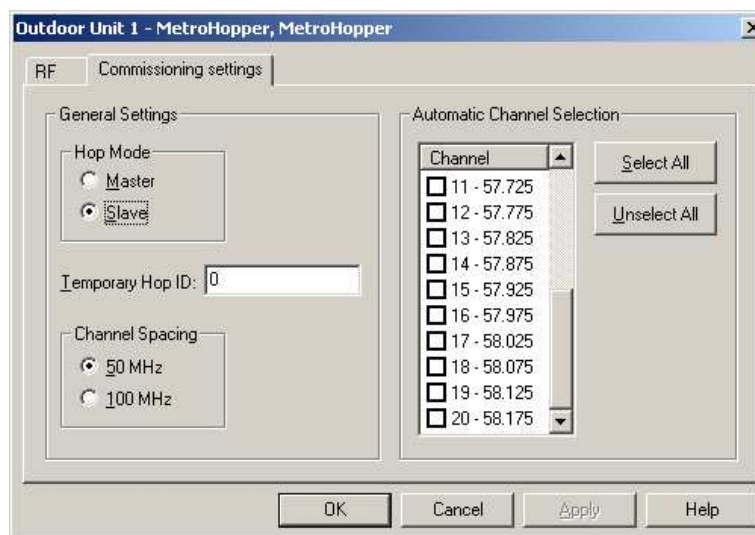 Outdoor Unit 1 - MetroHopper, MetroHopper
RF
Commissioning settings
General Settings
Hop Mode
Master
Slave
Temporary Hop ID: 0
Channel Spacing
50 MHz
100 MHz
Automatic Channel Selection
Channel
11 - 57.725
12 - 57.775
13 - 57.825
14 - 57.875
15 - 57.925
16 - 57.975
17 - 58.025
18 - 58.075
19 - 58.125
20 - 58.175
Select All
Unselect All
OK
Cancel
Apply
Help